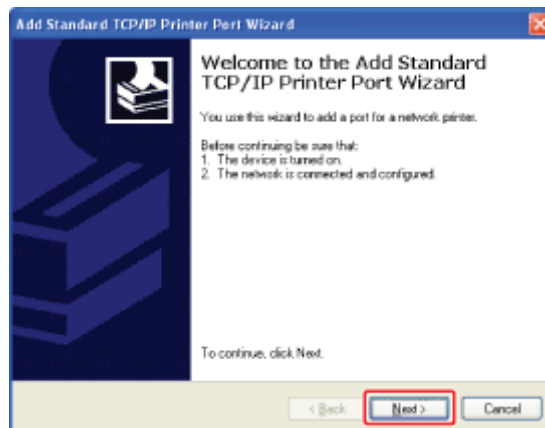 Add Standard TCP/IP Printer Port Wizard
Welcome to the Add Standard
TCP/IP Printer Port Wizard
You use this wizard to add a port for a network printer.
Before continuing be sure that:
1. The device is turned on.
2. The network is connected and configured.
To continue, click Next.
< Back
Next >
Cancel